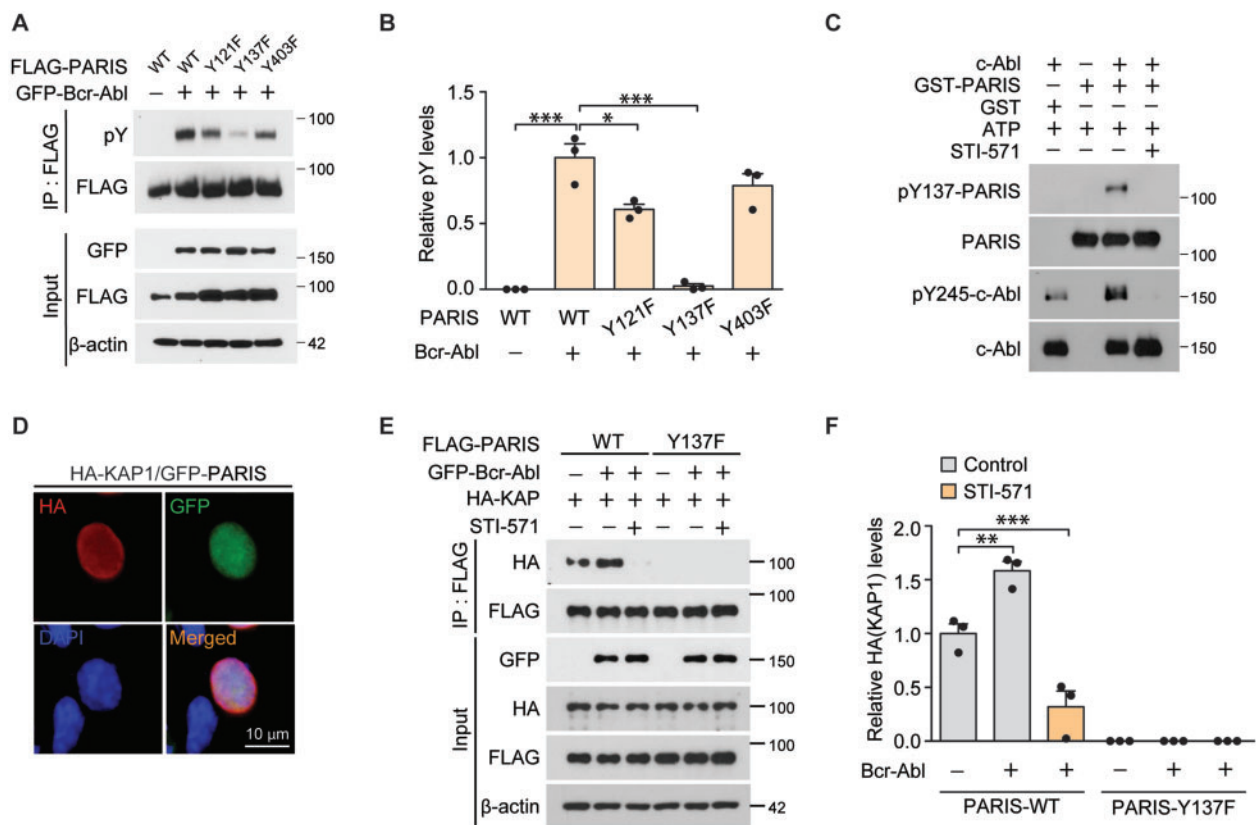 A
FLAG-PARIS WT WT Y121F Y137F Y403F
GFP-Bcr-Abl – + + + +
IP : FLAG
pY 100
FLAG 100
Input
GFP 150
FLAG 100
β-actin 42
B
Relative pY levels
1.5
1.0
0.5
0.0
*** *** *
PARIS WT WT Y121F Y137F Y403F
Bcr-Abl – + + + +
C
c-Abl + – + +
GST-PARIS – + + +
GST + – – –
ATP + + + +
STI-571 – – – +
pY137-PARIS 100
PARIS 100
pY245-c-Abl 150
c-Abl 150
D
HA-KAP1/GFP-PARIS
HA GFP
DAPI Merged
10 μm
E
FLAG-PARIS WT Y137F
GFP-Bcr-Abl – + + – + +
HA-KAP + + + + + +
STI-571 – – + – – +
IP : FLAG
HA 100
FLAG 100
Input
GFP 150
HA 100
FLAG 100
β-actin 42
F
Control
STI-571
Relative HA(KAP1) levels
2.0
1.5
1.0
0.5
0.0
** ***
Bcr-Abl – + + – + +
PARIS-WT PARIS-Y137F